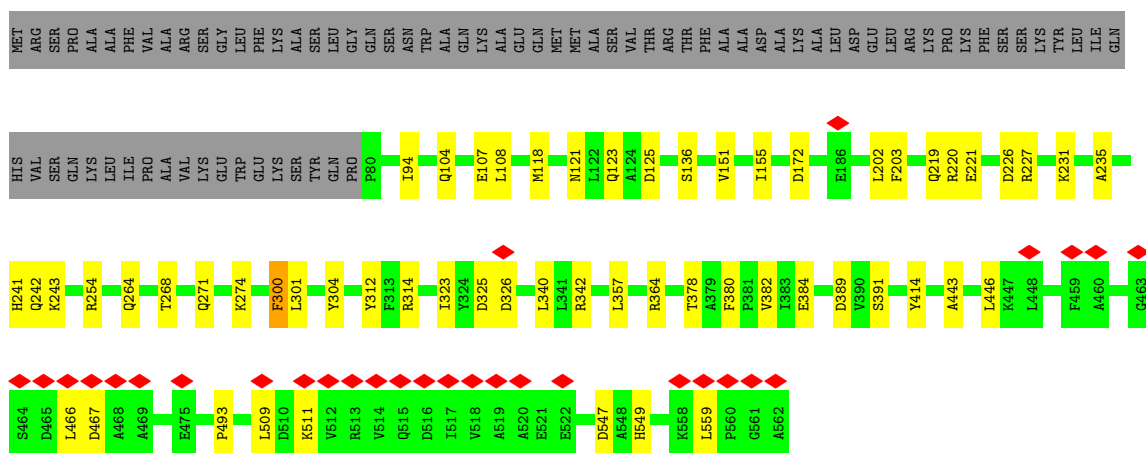 MET ARG SER PRO ALA ALA PHE VAL ALA ARG SER GLY LEU PHE LYS ALA SER LEU GLY GLN SER ASN TRP ALA GLN LYS ALA GLU GLN MET MET ALA SER VAL THR ARG THR PHE ALA ALA ASP ALA LYS ALA LEU ASP GLU LEU ARG LYS PRO LYS PHE SER SER LYS TYR LEU ILE GLN
HIS VAL SER GLN LYS LEU ILE PRO ALA VAL LYS GLU TRP GLU LYS SER TYR GLN PRO P80 I94 Q104 E107 L108 M118 N121 L122 Q123 A124 D125 S136 V151 I155 D172 E186 L202 F203 Q219 R220 E221 D226 R227 K231 A235
H241 Q242 K243 R254 Q264 T268 Q271 K274 F300 L301 Y304 Y312 F313 R314 I323 Y324 D325 D326 L340 L341 R342 L357 R364 T378 A379 F380 P381 V382 I383 E384 D389 V390 S391 Y414 A443 L446 K447 L448 F459 A460 G463
S464 D465 L466 D467 A468 A469 E475 P493 L509 D510 K511 V512 R513 V514 Q515 D516 I517 V518 A519 A520 E521 E522 D547 A548 H549 K558 L559 P560 G561 A562